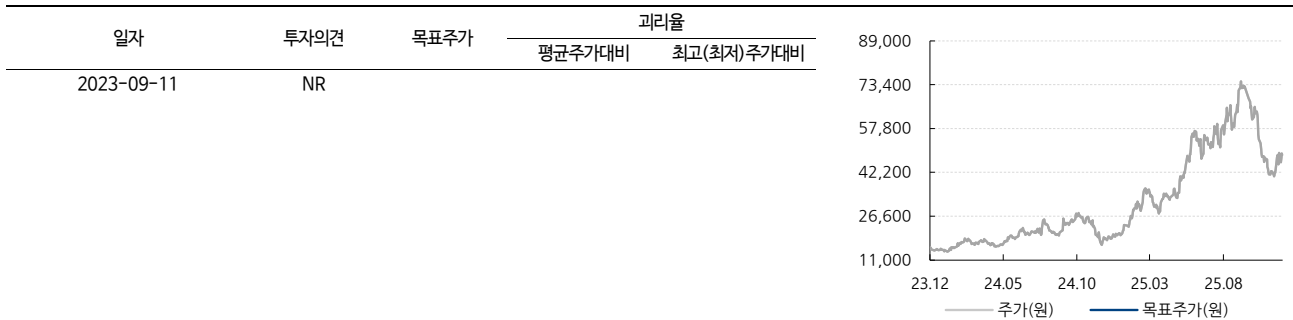 일자 투자의견 목표주가 괴리율
평균주가대비 최고(최저)주가대비
2023-09-11 NR
89,000
73,400
57,800
42,200
26,600
11,000
23.12 24.05 24.10 25.03 25.08
주가(원) 목표주가(원)